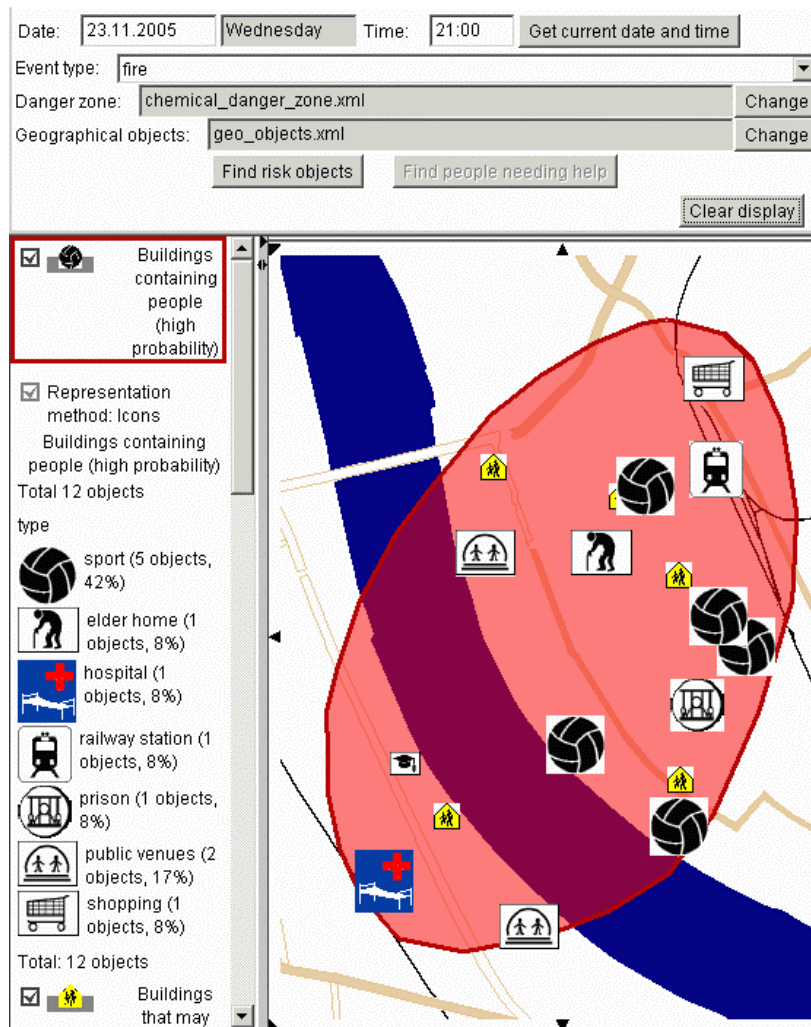 Date: 23.11.2005 Wednesday Time: 21:00 Get current date and time
Event type: fire
Danger zone: chemical_danger_zone.xml Change
Geographical objects: geo_objects.xml Change
Find risk objects Find people needing help
Clear display
Buildings
containing
people
(high
probability)
Representation
method: Icons
Buildings containing
people (high probability)
Total 12 objects
type
sport (5 objects,
42%)
elder home (1
objects, 8%)
hospital (1
objects, 8%)
railway station (1
objects, 8%)
prison (1 objects,
8%)
public venues (2
objects, 17%)
shopping (1
objects, 8%)
Total: 12 objects
Buildings
that may